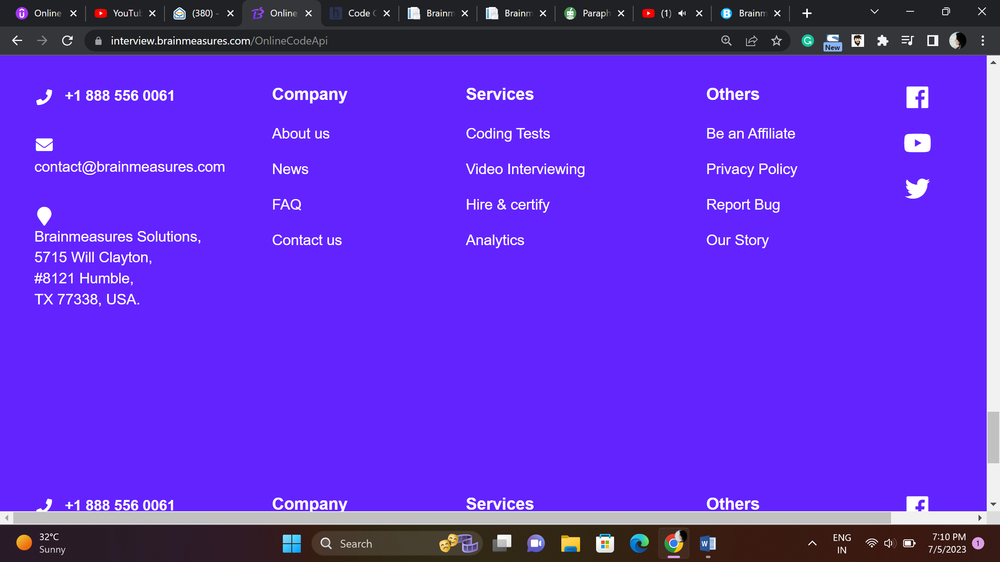 Online
YouTub
(380) -
Online
Code C
Brainm
Brainm
Paraph
(1)
Brainm
interview.brainmeasures.com/OnlineCodeApi
New
+1 888 556 0061
contact@brainmeasures.com
Brainmeasures Solutions,
5715 Will Clayton,
#8121 Humble,
TX 77338, USA.
Company
About us
News
FAQ
Contact us
Services
Coding Tests
Video Interviewing
Hire & certify
Analytics
Others
Be an Affiliate
Privacy Policy
Report Bug
Our Story
+1 888 556 0061
Company
Services
Others
32°C
Sunny
Search
ENG
IN
7:10 PM
7/5/2023
1